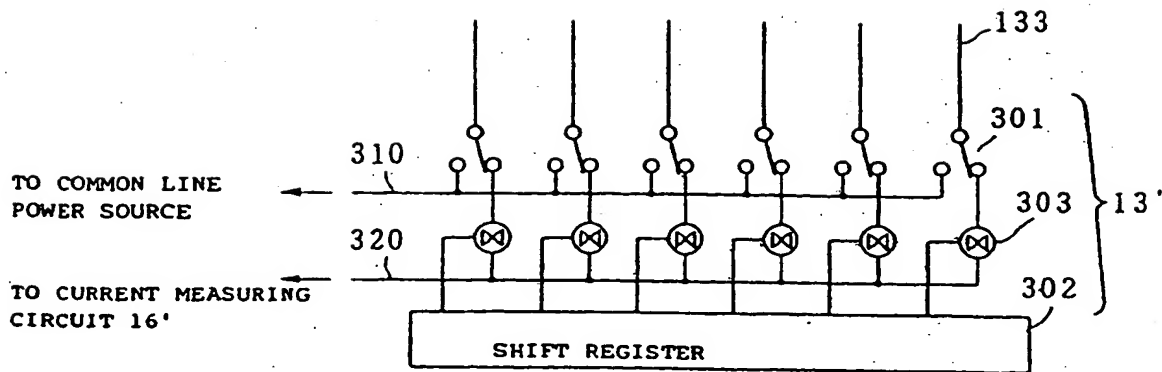 133
301
310
TO COMMON LINE
POWER SOURCE
13'
303
320
TO CURRENT MEASURING
CIRCUIT 16'
302
SHIFT REGISTER